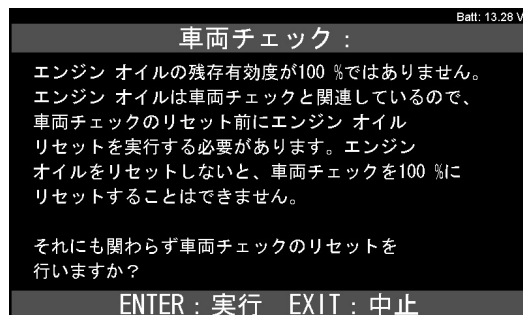 Batt: 13.28 V
車両チェック：
エンジン オイルの残存有効度が100 %ではありません。
エンジン オイルは車両チェックと関連しているので、
車両チェックのリセット前にエンジン オイル
リセットを実行する必要があります。エンジン
オイルをリセットしないと、車両チェックを100 %に
リセットすることはできません。
それにも関わらず車両チェックのリセットを
行いますか？
ENTER：実行 EXIT：中止